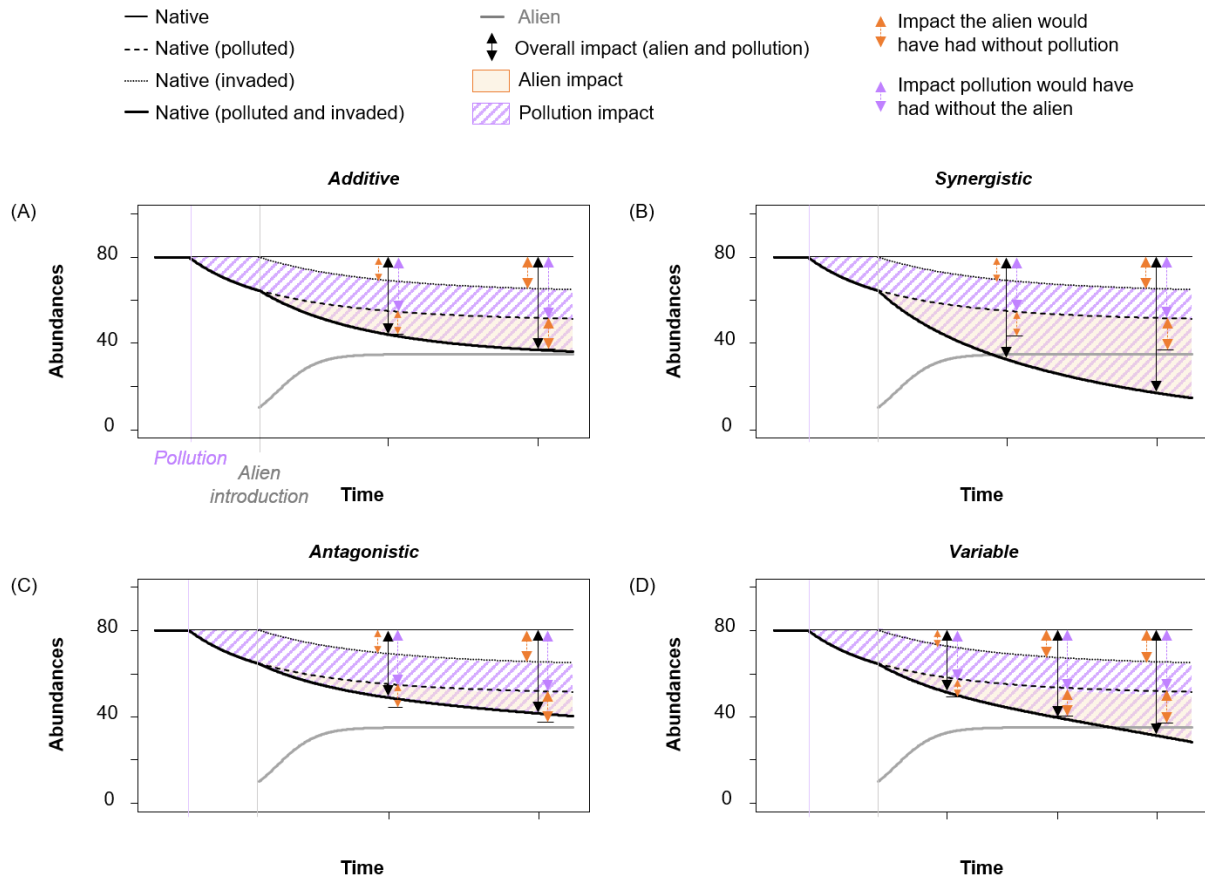 Native
Native (polluted)
Native (invaded)
Native (polluted and invaded)
Alien
Overall impact (alien and pollution)
Alien impact
Pollution impact
Impact the alien would
have had without pollution
Impact pollution would have
had without the alien
Additive
(A)
Abundances
80
40
0
Pollution
Alien
introduction
Time
Synergistic
(B)
Abundances
80
40
0
Time
Antagonistic
(C)
Abundances
80
40
0
Time
Variable
(D)
Abundances
80
40
0
Time